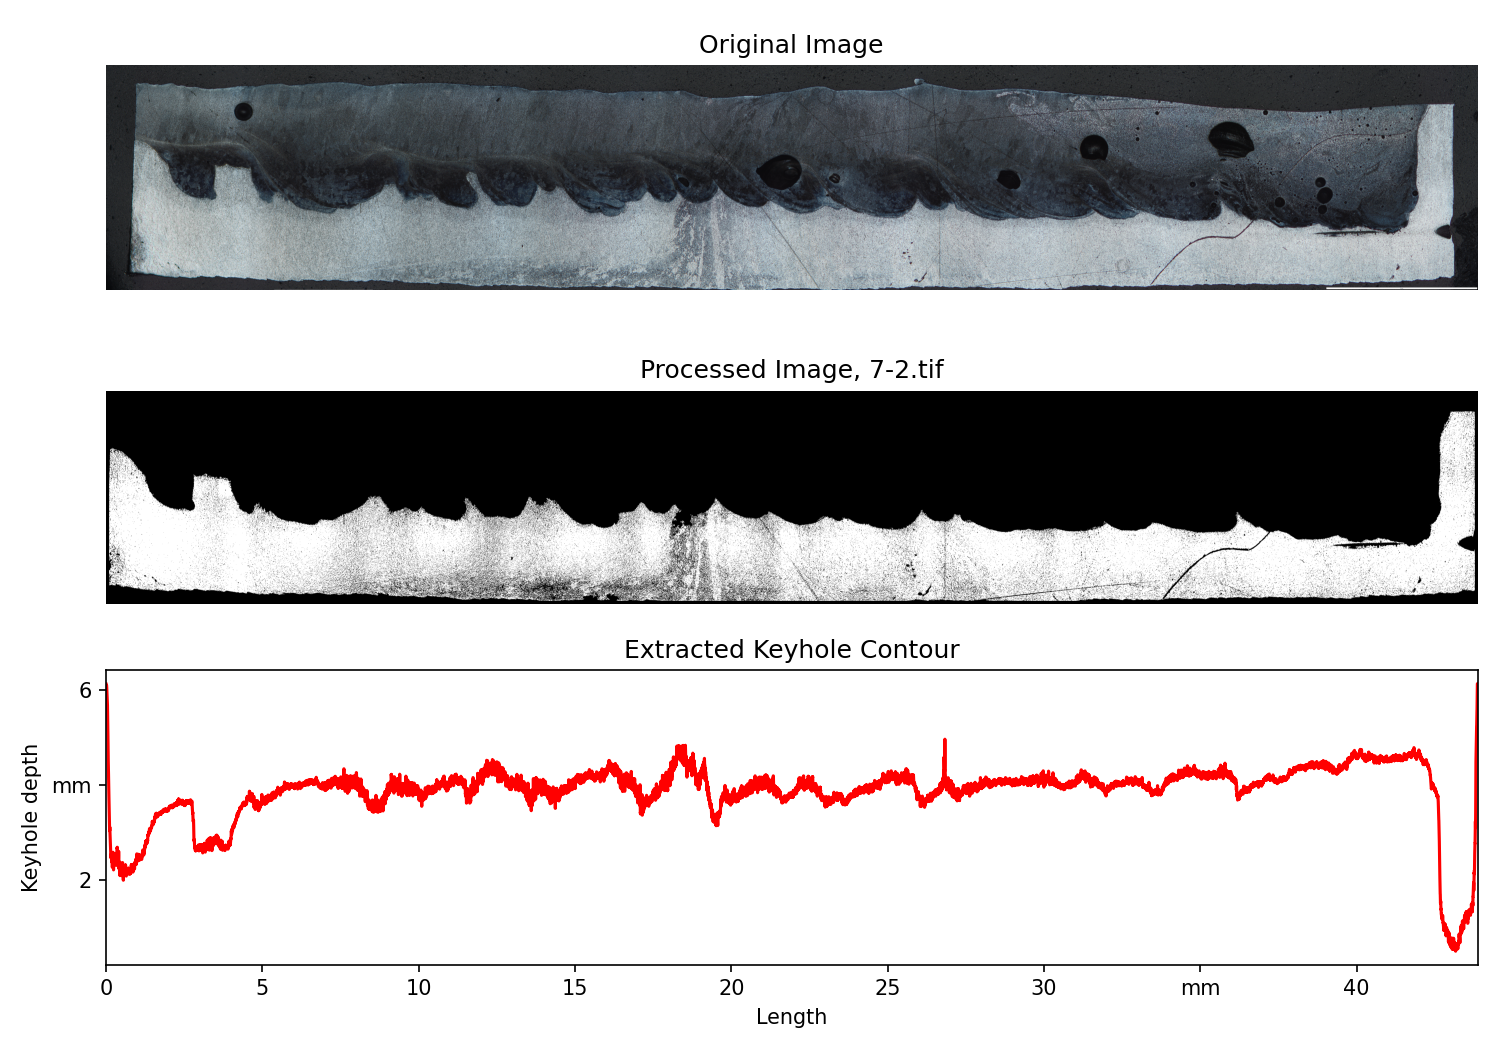 Original Image
Processed Image, 7-2.tif
Extracted Keyhole Contour
6
mm
2
Keyhole depth
0 5 10 15 20 25 30 mm 40
Length